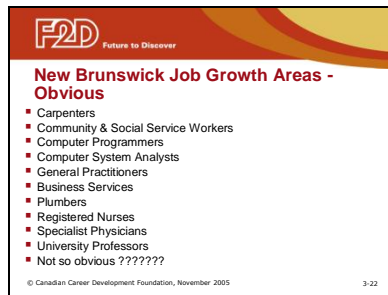 F2D Future to Discover
New Brunswick Job Growth Areas -
Obvious
Carpenters
Community & Social Service Workers
Computer Programmers
Computer System Analysts
General Practitioners
Business Services
Plumbers
Registered Nurses
Specialist Physicians
University Professors
Not so obvious ???????
© Canadian Career Development Foundation, November 2005 3-22